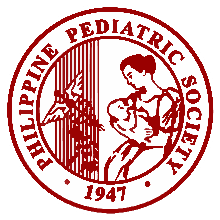 PHILIPPINE PEDIATRIC SOCIETY
· 1947 ·